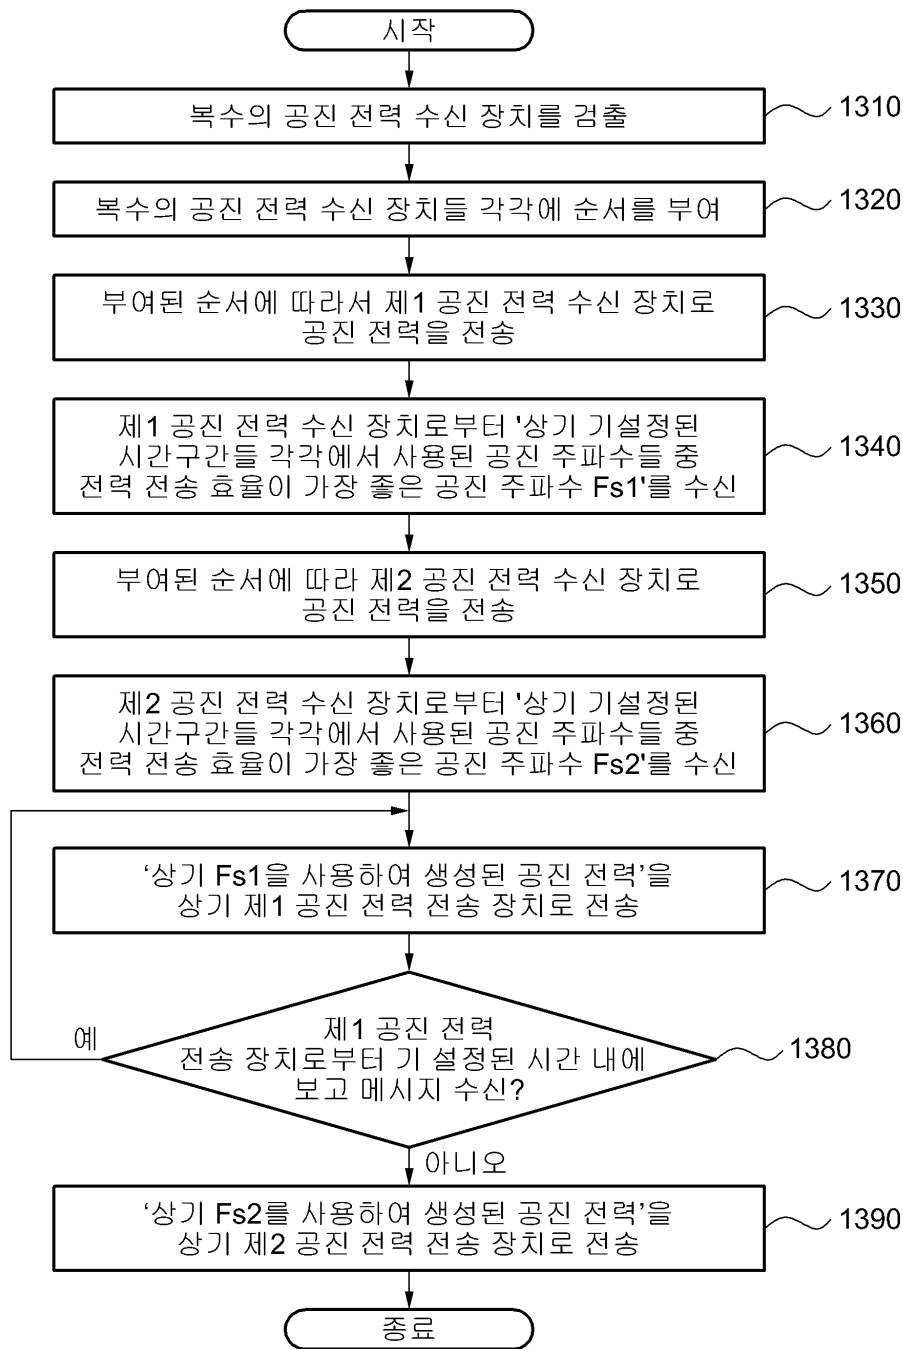 시작
복수의 공진 전력 수신 장치를 검출
1310
복수의 공진 전력 수신 장치들 각각에 순서를 부여
1320
부여된 순서에 따라서 제1 공진 전력 수신 장치로
공진 전력을 전송
1330
제1 공진 전력 수신 장치로부터 '상기 기설정된
시간구간들 각각에서 사용된 공진 주파수들 중
전력 전송 효율이 가장 좋은 공진 주파수 Fs1'를 수신
1340
부여된 순서에 따라 제2 공진 전력 수신 장치로
공진 전력을 전송
1350
제2 공진 전력 수신 장치로부터 '상기 기설정된
시간구간들 각각에서 사용된 공진 주파수들 중
전력 전송 효율이 가장 좋은 공진 주파수 Fs2'를 수신
1360
‘상기 Fs1을 사용하여 생성된 공진 전력’을
상기 제1 공진 전력 전송 장치로 전송
1370
예
제1 공진 전력
전송 장치로부터 기 설정된 시간 내에
보고 메시지 수신?
1380
아니오
‘상기 Fs2를 사용하여 생성된 공진 전력’을
상기 제2 공진 전력 전송 장치로 전송
1390
종료